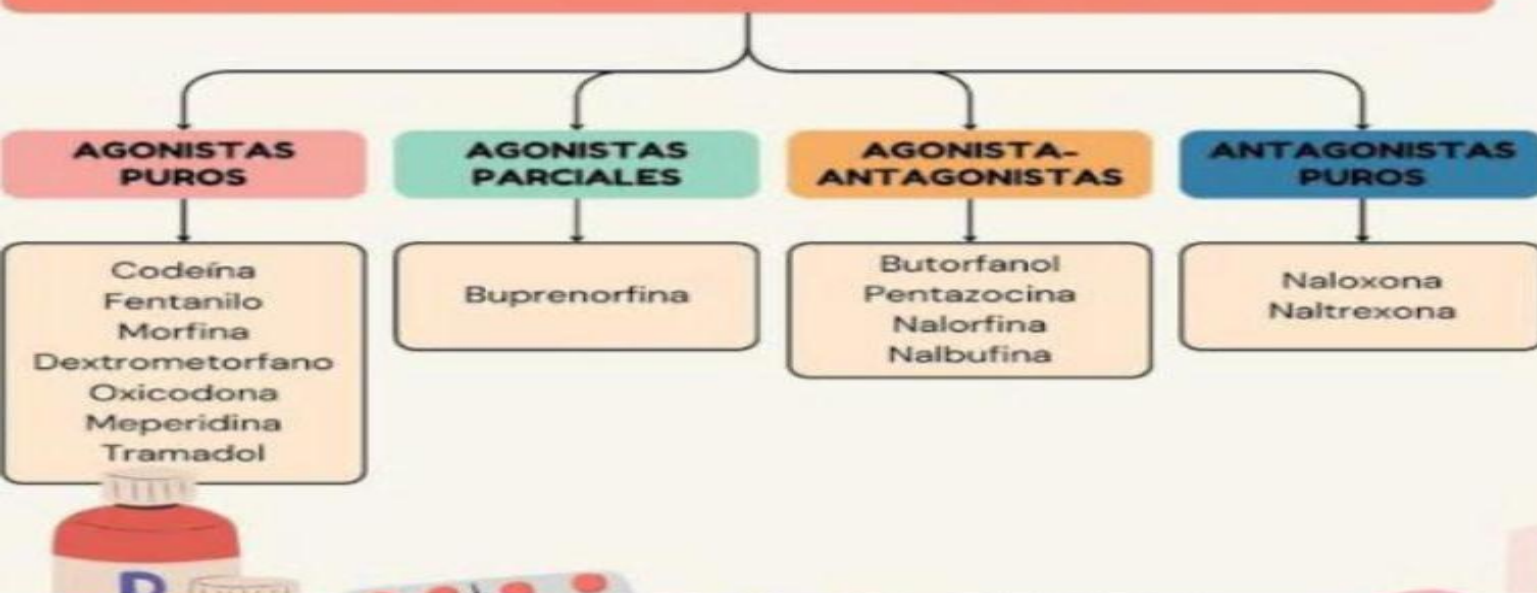 AGONISTAS
PUROS
Codeína
Fentanilo
Morfina
Dextrometorfano
Oxicodona
Meperidina
Tramadol
AGONISTAS
PARCIALES
Buprenorfina
AGONISTA-
ANTAGONISTAS
Butorfanol
Pentazocina
Nalorfina
Nalbufina
ANTAGONISTAS
PUROS
Naloxona
Naltrexona